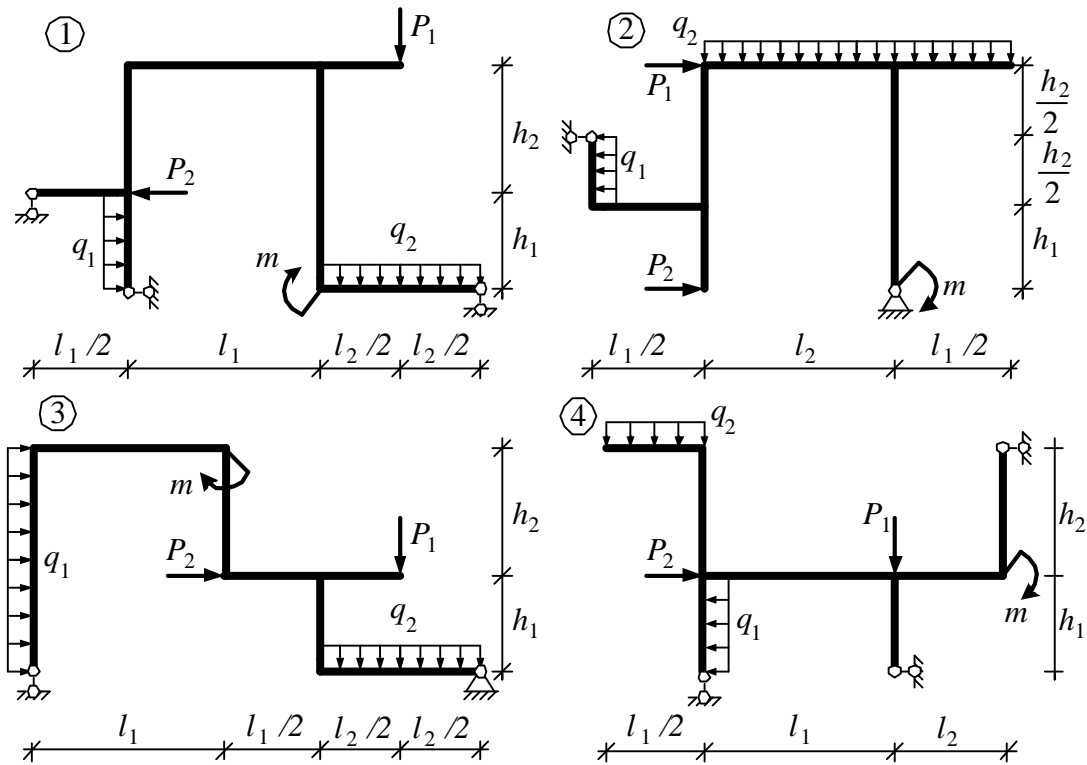 1
P₁
P₂
q₁
m
q₂
h₂
h₁
l₁/2 l₁ l₂/2 l₂/2
2
q₂
P₁
q₁
P₂
m
h₂/2
h₂/2
h₁
l₁/2 l₂ l₁/2
3
m
P₂
P₁
q₁
q₂
h₂
h₁
l₁ l₁/2 l₂/2 l₂/2
4
q₂
P₁
P₂
q₁
m
h₂
h₁
l₁/2 l₁ l₂